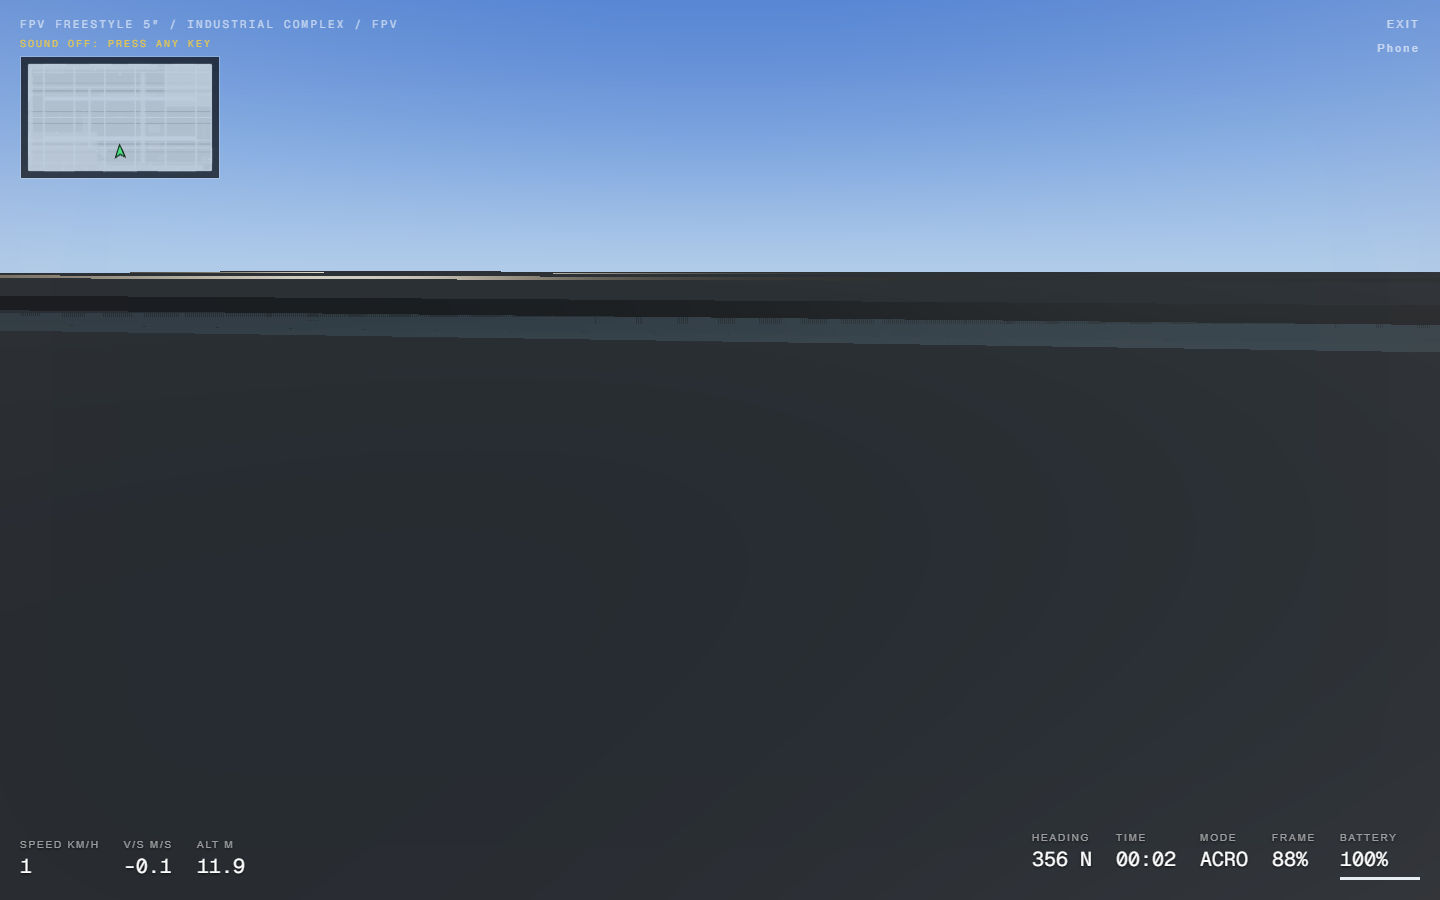 FPV FREESTYLE 5" / INDUSTRIAL COMPLEX / FPV
SOUND OFF: PRESS ANY KEY
EXIT
Phone
SPEED KM/H V/S M/S ALT M
1 -0.1 11.9
HEADING TIME MODE FRAME BATTERY
356 N 00:02 ACRO 88% 100%